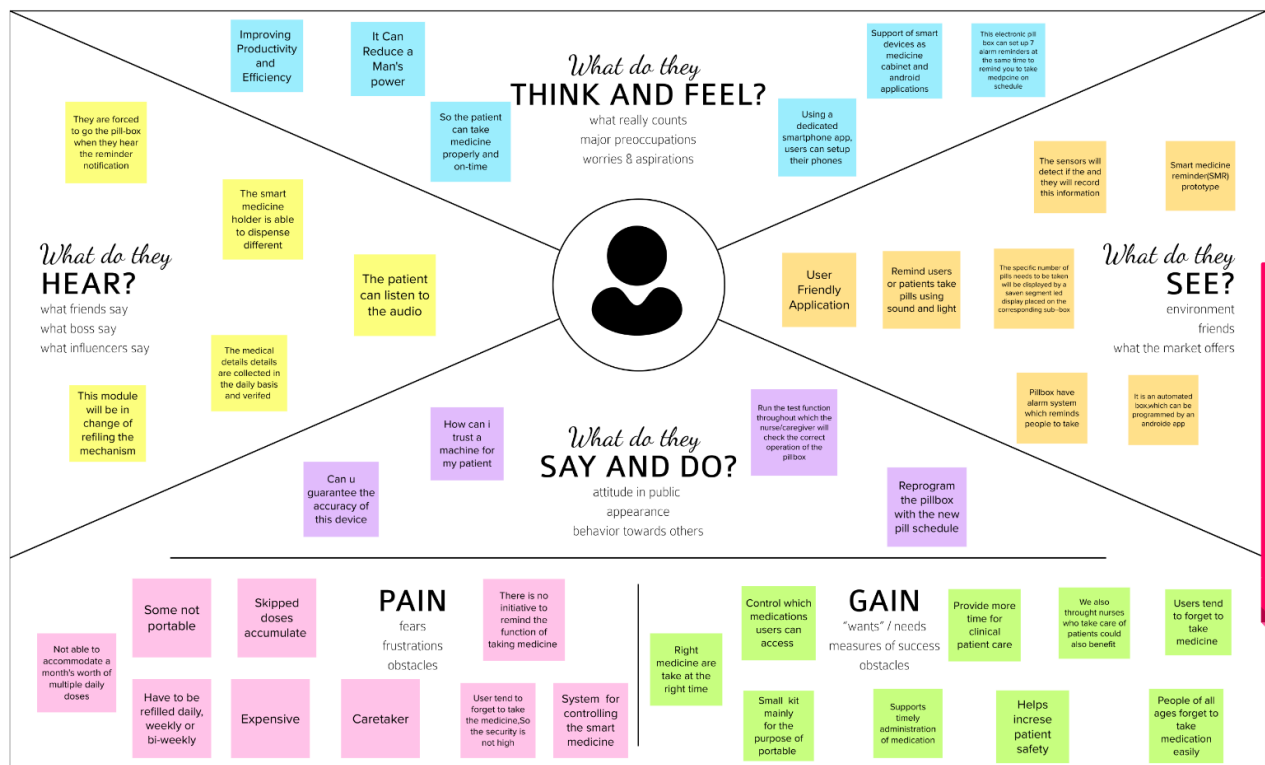 What do they
THINK AND FEEL?
what really counts
major preoccupations
worries & aspirations
Improving
Productivity
and
Efficiency
It Can
Reduce a
Man's
power
So the patient
can take
medicine
properly and
on-time
Support of smart
devices as
medicine
cabinet and
android
applications
This electronic pill
box can set up 7
alarm reminders at
the same time to
remind you to take
medpcine on
schedule
Using a
dedicated
smartphone app,
users can setup
their phones
What do they
HEAR?
what friends say
what boss say
what influencers say
They are forced
to go the pill-box
when they hear
the reminder
notification
The smart
medicine
holder is able
to dispense
different
The patient
can listen to
the audio
The medical
details details
are collected in
the daily basis
and verifed
This module
will be in
change of
refiling the
mechanism
What do they
SEE?
environment
friends
what the market offers
The sensors will
detect if the and
they will record
this information
Smart medicine
reminder(SMR)
prototype
User
Friendly
Application
Remind users
or patients take
pills using
sound and light
The specific number of
pills needs to be taken
will be displayed by a
saven segment led
display placed on the
corresponding sub-box
Pillbox have
alarm system
which reminds
people to take
It is an automated
box,which can be
programmed by an
androide app
What do they
SAY AND DO?
attitude in public
appearance
behavior towards others
How can i
trust a
machine for
my patient
Can u
guarantee the
accuracy of
this device
Run the test function
throughout which the
nurse/caregiver will
check the correct
operation of the
pillbox
Reprogram
the pillbox
with the new
pill schedule
PAIN
fears
frustrations
obstacles
Some not
portable
Skipped
doses
accumulate
There is no
initiative to
remind the
function of
taking medicine
Not able to
accommodate a
month's worth of
multiple daily
doses
Have to be
refilled daily,
weekly or
bi-weekly
Expensive
Caretaker
User tend to
forget to take
the medicine,So
the security is
not high
System for
controlling
the smart
medicine
GAIN
"wants" / needs
measures of success
obstacles
Control which
medications
users can
access
Provide more
time for
clinical
patient care
We also
throught nurses
who take care of
patients could
also benefit
Users tend
to forget to
take
medicine
Right
medicine are
take at the
right time
Small kit
mainly
for the
purpose of
portable
Supports
timely
administration
of medication
Helps
increse
patient
safety
People of all
ages forget to
take
medication
easily